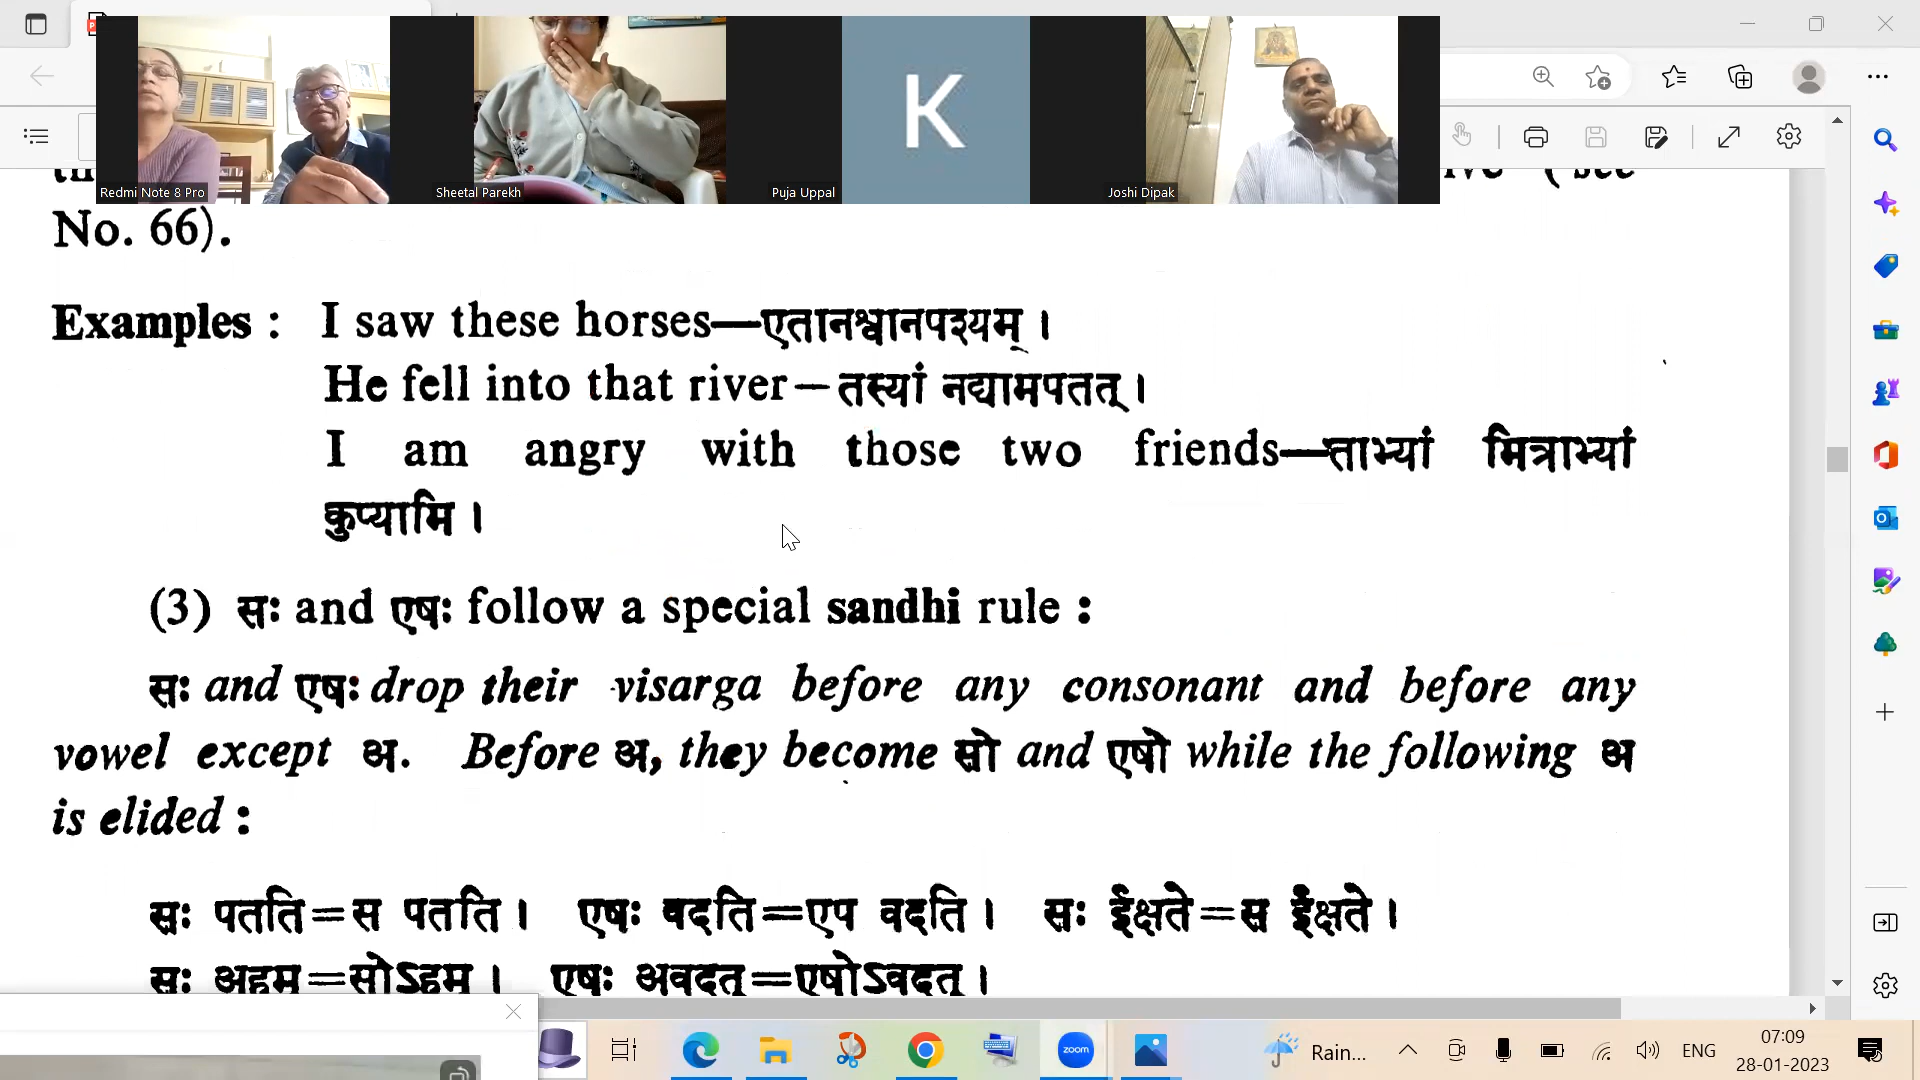 Redmi Note 8 Pro
Sheetal Parekh
Puja Uppal
K
Joshi Dipak
(see
No. 66).
Examples : I saw these horses—एतानश्वानपश्यम् ।
He fell into that river—तस्यां नद्यामपतत् ।
I am angry with those two friends—ताभ्यां मित्राभ्यां
कुप्यामि ।
(3) सः and एषः follow a special sandhi rule :
सः and एषः drop their visarga before any consonant and before any
vowel except अ. Before अ, they become सो and एषो while the following अ
is elided :
सः पतति=स पतति । एषः वदति=एप वदति । सः ईक्षते=स ईक्षते ।
सः अहम्=सोऽहम् । एषः अवदत्=एषोऽवदत् ।
zoom
Rain...
ENG
07:09
28-01-2023